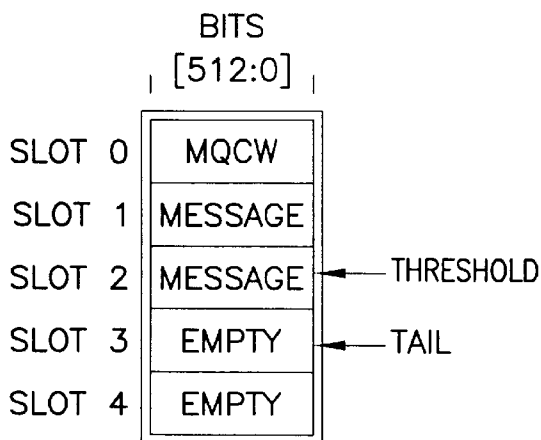 BITS
[512:0]
SLOT 0 MQCW
SLOT 1 MESSAGE
SLOT 2 MESSAGE THRESHOLD
SLOT 3 EMPTY TAIL
SLOT 4 EMPTY